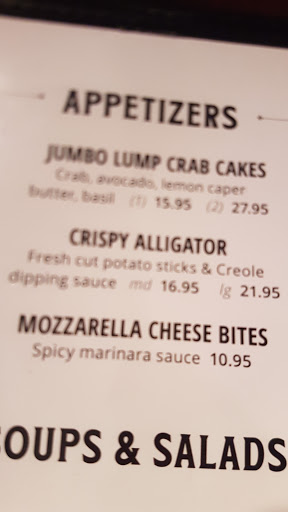 APPETIZERS
JUMBO LUMP CRAB CAKES
Crab, avocado, lemon caper
butter, basil (1) 15.95 (2) 27.95
CRISPY ALLIGATOR
Fresh cut potato sticks & Creole
dipping sauce md 16.95 lg 21.95
MOZZARELLA CHEESE BITES
Spicy marinara sauce 10.95
SOUPS & SALADS